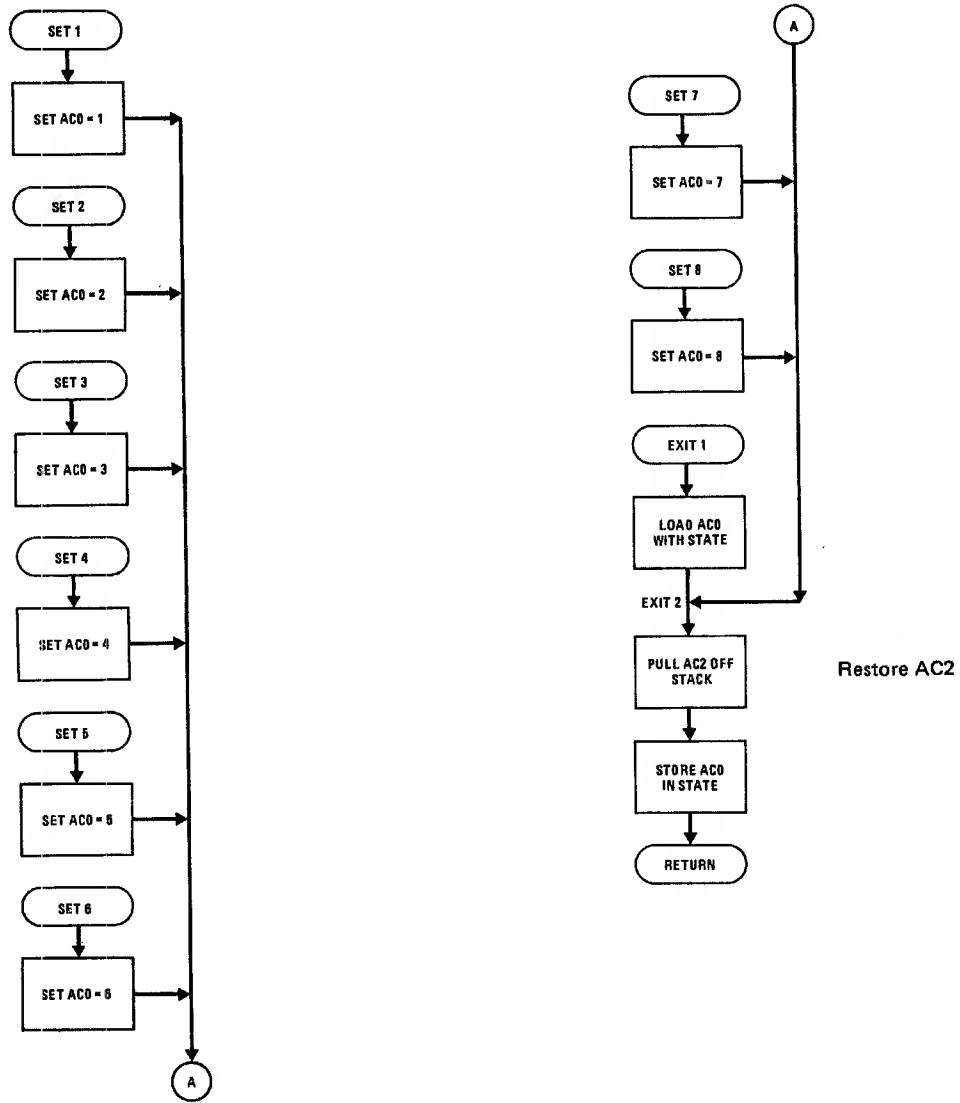 SET 1
SET AC0 = 1
SET 2
SET AC0 = 2
SET 3
SET AC0 = 3
SET 4
SET AC0 = 4
SET 5
SET AC0 = 5
SET 6
SET AC0 = 6
A
A
SET 7
SET AC0 = 7
SET 8
SET AC0 = 8
EXIT 1
LOAD AC0
WITH STATE
EXIT 2
PULL AC2 OFF
STACK
Restore AC2
STORE AC0
IN STATE
RETURN